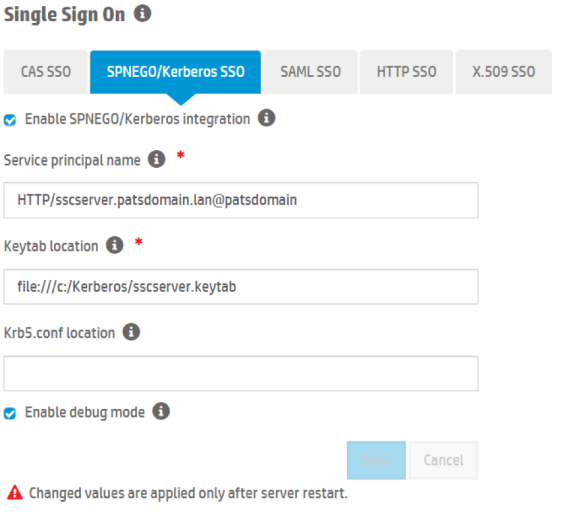 Single Sign On
CAS SSO SPNEGO/Kerberos SSO SAML SSO HTTP SSO X.509 SSO
Enable SPNEGO/Kerberos integration
Service principal name *
HTTP/sscserver.patsdomain.lan@patsdomain
Keytab location *
file:///c:/Kerberos/sscserver.keytab
Krb5.conf location
Enable debug mode
Save Cancel
Changed values are applied only after server restart.